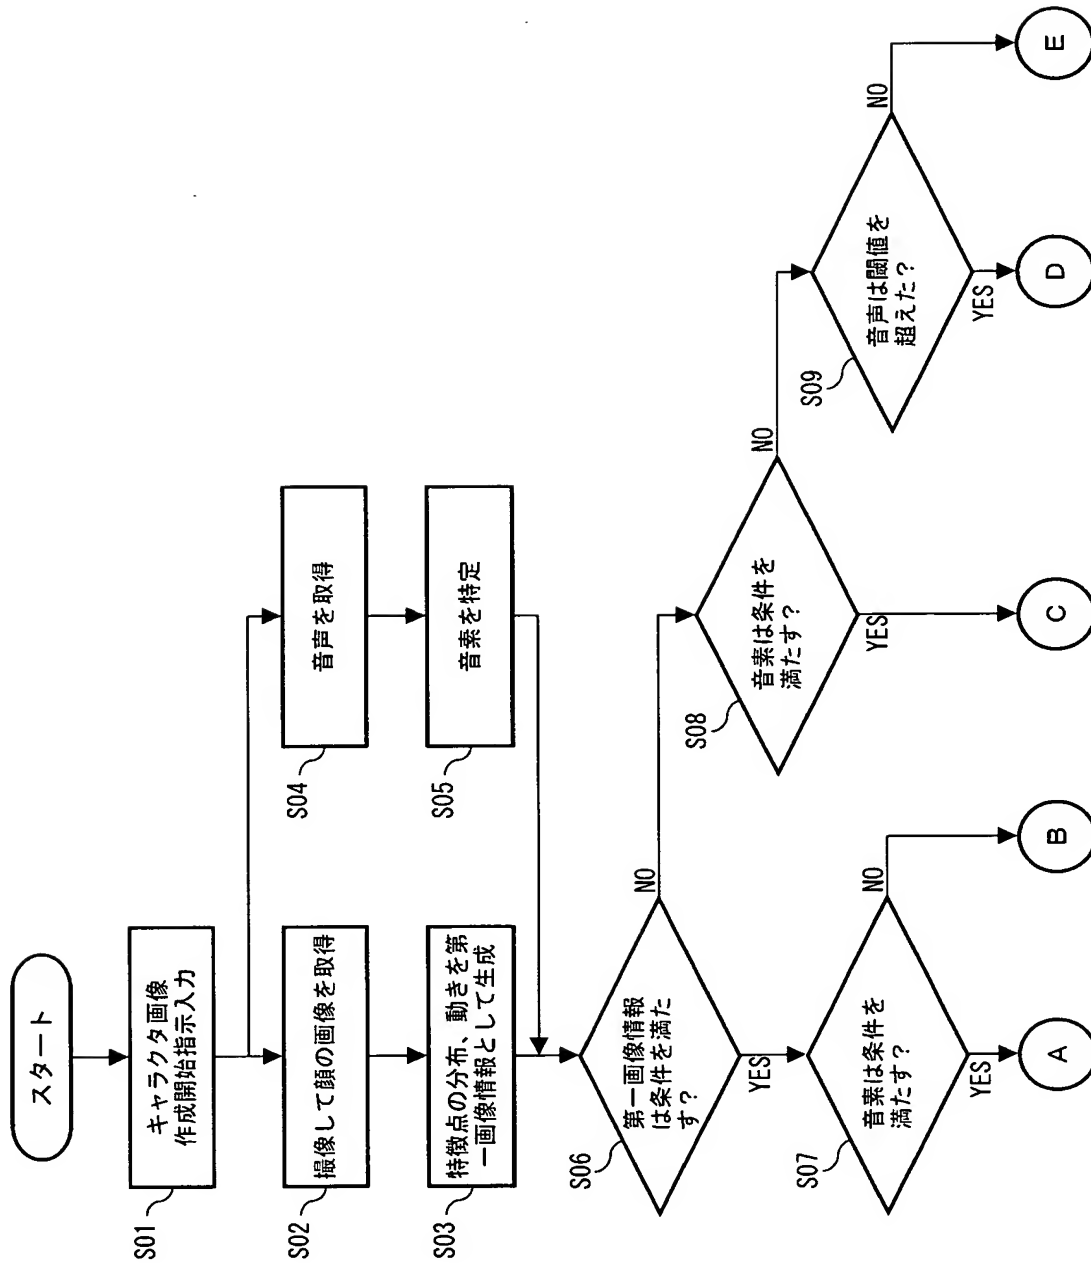 スタート
S01
キャラクタ画像
作成開始指示入力
S02
撮像して顔の画像を取得
S03
特徴点の分布、動きを第
一画像情報として生成
S04
音声を取得
S05
音素を特定
S06
第一画像情報
は条件を満た
す?
NO
YES
S07
音素は条件を
満たす?
NO
YES
S08
音素は条件を
満たす?
NO
YES
S09
音声は閾値を
超えた?
NO
YES
A
B
C
D
E